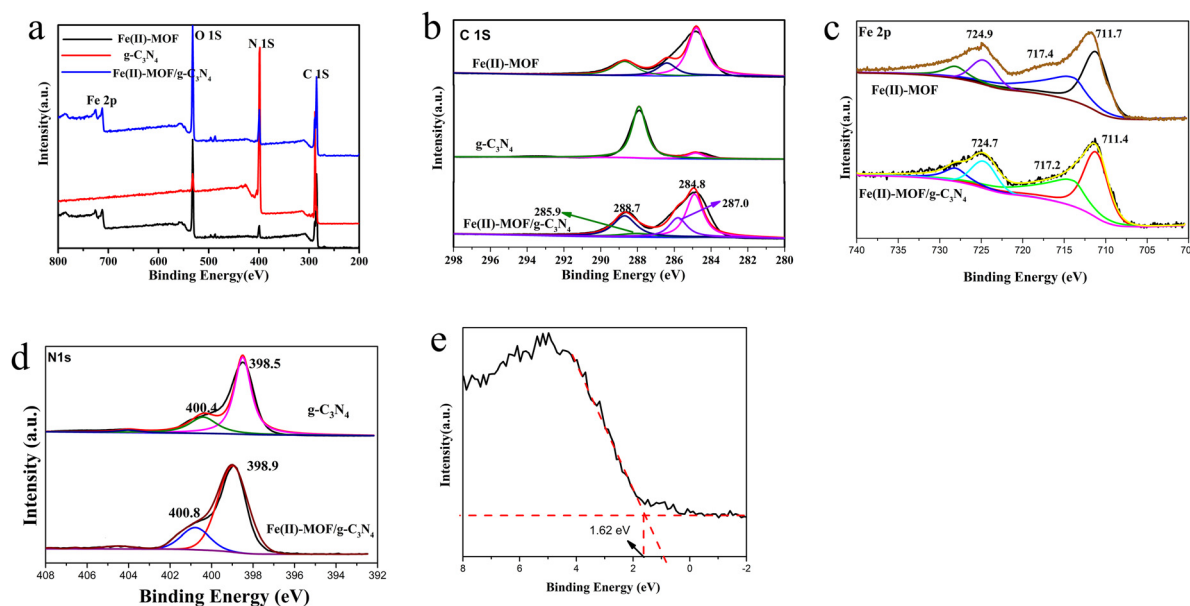 a
Fe(II)-MOF
g-C₃N₄
Fe(II)-MOF/g-C₃N₄
O 1S
N 1S
C 1S
Fe 2p
Intensity(a.u.)
800 700 600 500 400 300 200
Binding Energy(eV)
b
C 1S
Fe(II)-MOF
g-C₃N₄
284.8
285.9
288.7
287.0
Fe(II)-MOF/g-C₃N₄
Intensity(a.u.)
298 296 294 292 290 288 286 284 282 280
Binding Energy (eV)
c
Fe 2p
724.9
717.4
711.7
Fe(II)-MOF
724.7
717.2
711.4
Fe(II)-MOF/g-C₃N₄
Intensity(a.u.)
740 735 730 725 720 715 710 705 70
Binding Energy (eV)
d
N1s
398.5
400.4
g-C₃N₄
398.9
400.8
Fe(II)-MOF/g-C₃N₄
Intensity (a.u.)
408 406 404 402 400 398 396 394 392
Binding Energy (eV)
e
1.62 eV
Intensity(a.u.)
8 6 4 2 0 -2
Binding Energy (eV)